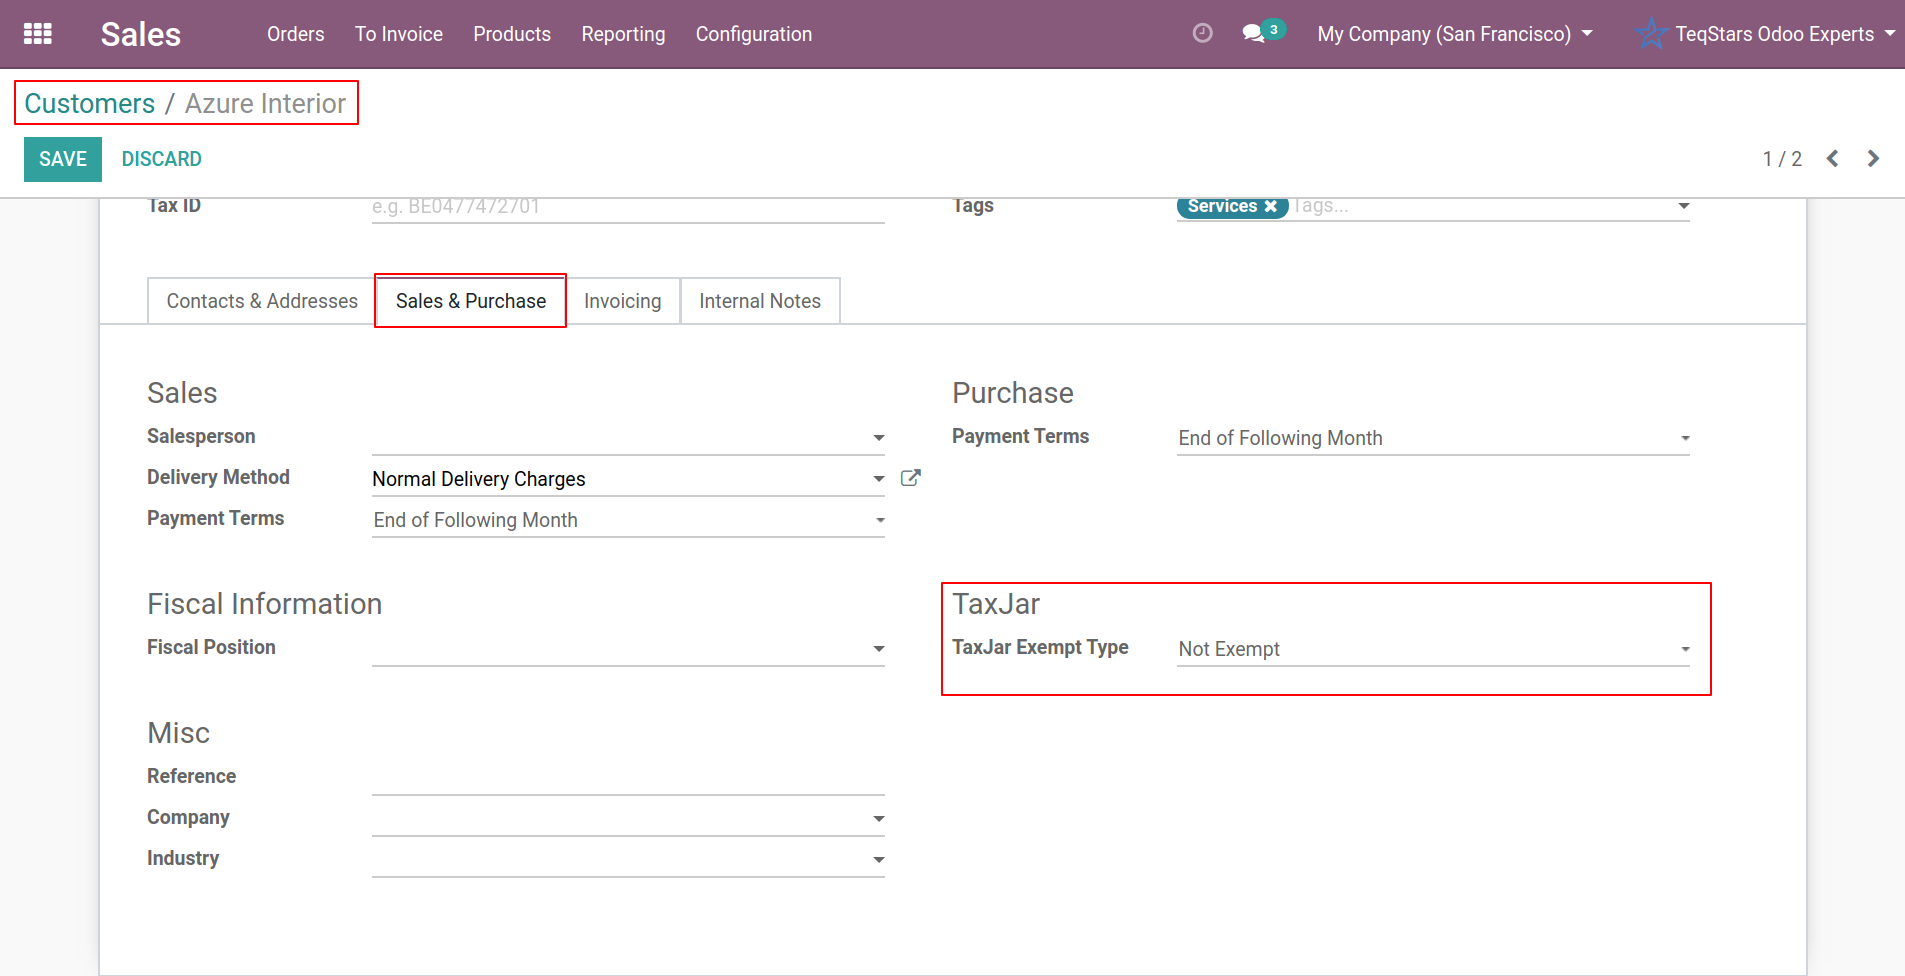 Sales Orders To Invoice Products Reporting Configuration 3 My Company (San Francisco) TeqStars Odoo Experts
Customers / Azure Interior
SAVE DISCARD 1 / 2
Tax ID e.g. BE0477472701 Tags Services Tags...
Contacts & Addresses Sales & Purchase Invoicing Internal Notes
Sales Purchase
Salesperson Payment Terms End of Following Month
Delivery Method Normal Delivery Charges
Payment Terms End of Following Month
Fiscal Information TaxJar
Fiscal Position TaxJar Exempt Type Not Exempt
Misc
Reference
Company
Industry